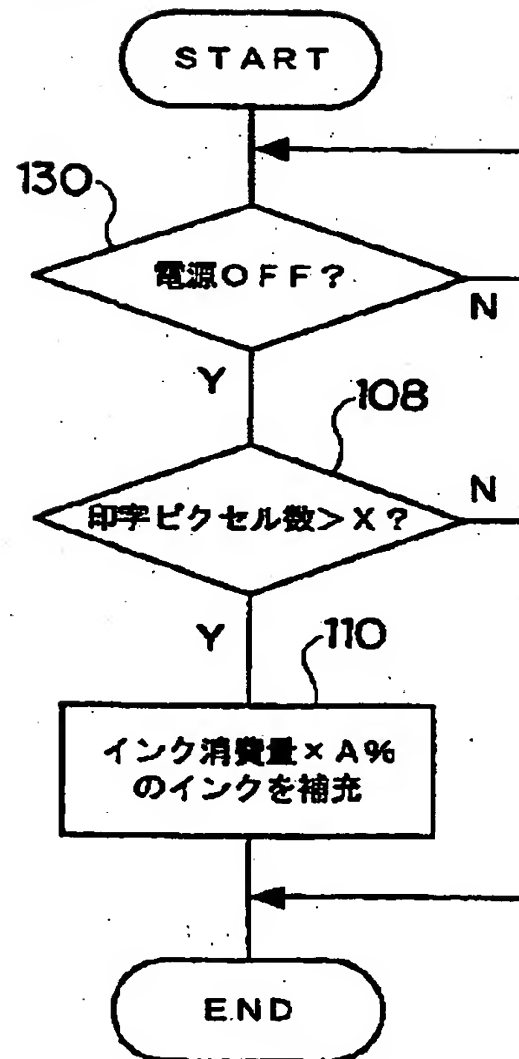 START
130
電源OFF?
N
Y
108
印字ピクセル数>X?
N
Y
110
インク消費量×A%
のインクを補充
END